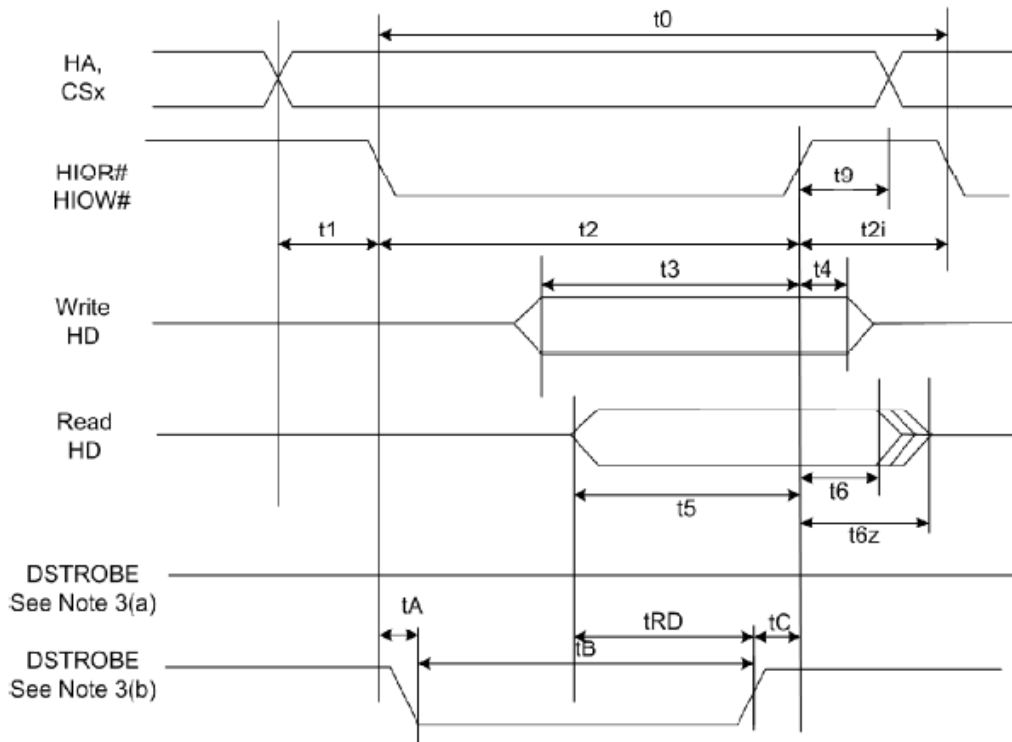 t0
HA,
CSx
HIOR#
HIOW#
t9
t1
t2
t2i
t3
t4
Write
HD
Read
HD
t6
t5
t6z
DSTROBE
See Note 3(a)
tA
tRD
tC
tB
DSTROBE
See Note 3(b)